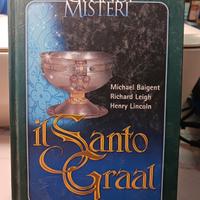 MISTERI
Michael Baigent
Richard Leigh
Henry Lincoln
il Santo
Graal